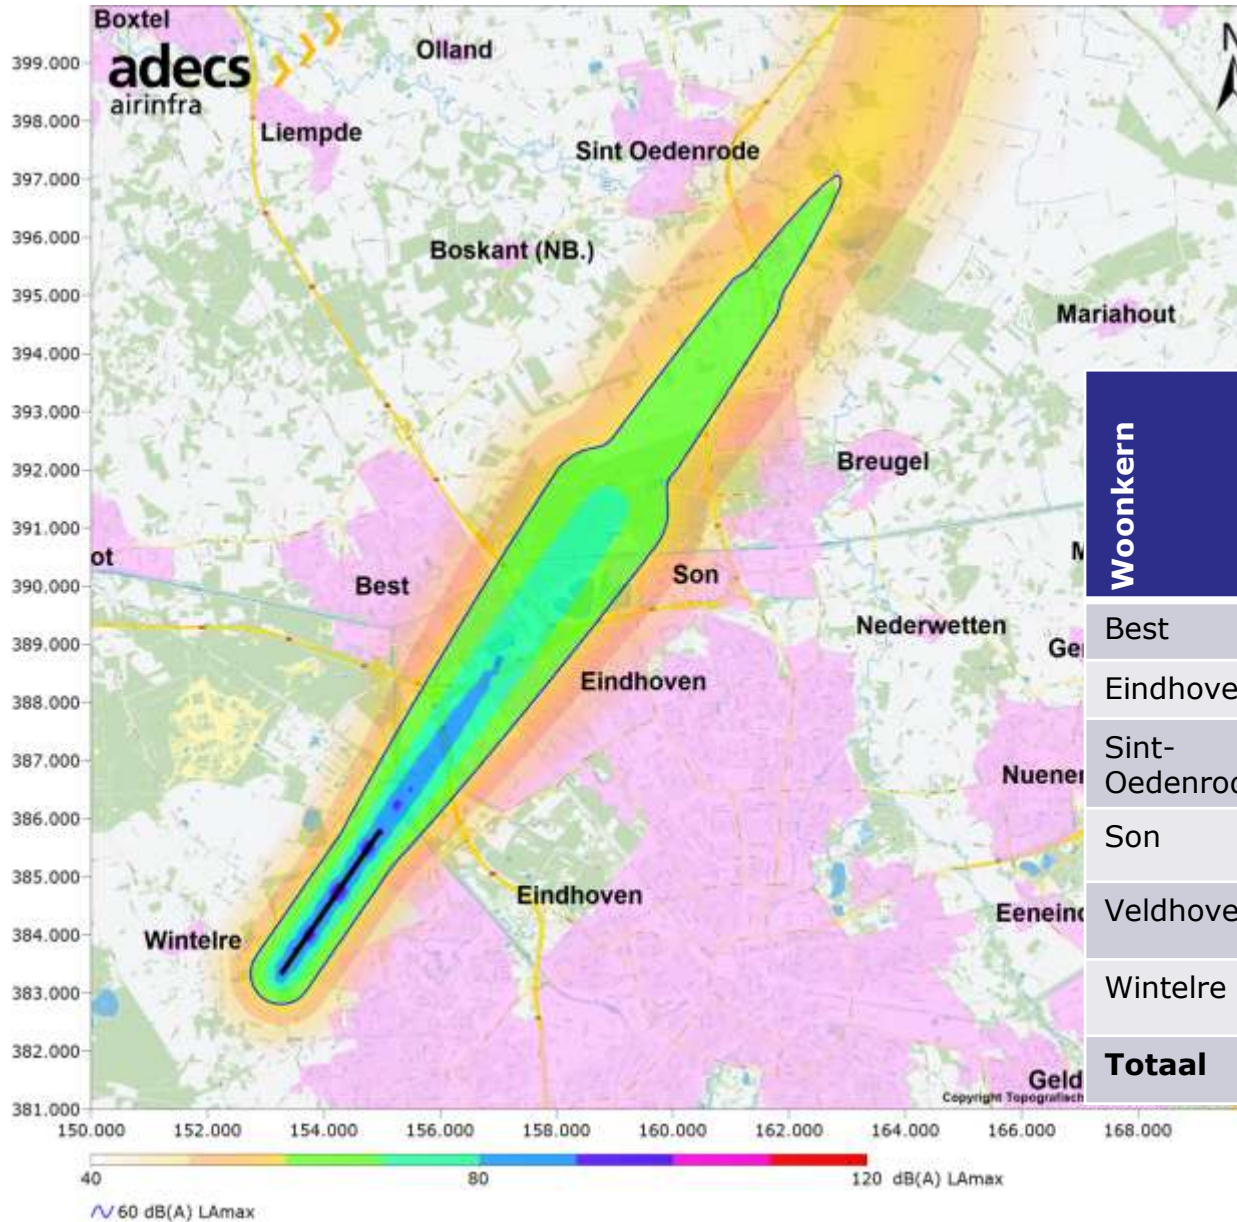 Boxtel
adecs
airinfra
Olland
Liempde
Sint Oedenrode
Boskant (NB.)
Mariahout
Breugel
ot
Best
Son
Nederwetten
Eindhoven
Eindhoven
Wintelre
N
399.000
398.000
397.000
396.000
395.000
394.000
393.000
392.000
391.000
390.000
389.000
388.000
387.000
386.000
385.000
384.000
383.000
382.000
381.000
150.000 152.000 154.000 156.000 158.000 160.000 162.000 164.000 166.000 168.000
Copyright Topografisch
40 80 120 dB(A) LAmax
60 dB(A) LAmax
Woonkern
Best
Eindhove
Sint-
Oedenrod
Son
Veldhove
Wintelre
Totaal